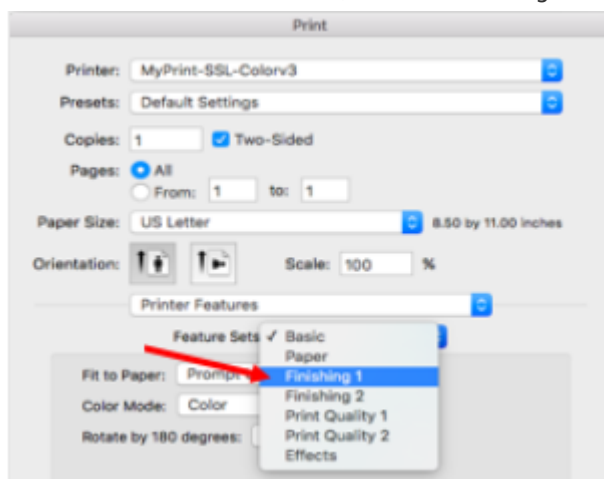 Print
Printer: MyPrint-SSL-Colorv3
Presets: Default Settings
Copies: 1 Two-Sided
Pages: All
From: 1 to: 1
Paper Size: US Letter 8.50 by 11.00 inches
Orientation: Scale: 100 %
Printer Features
Feature Sets ✓ Basic
Paper
Fit to Paper: Prompt Finishing 1
Finishing 2
Color Mode: Color Print Quality 1
Rotate by 180 degrees: Print Quality 2
Effects